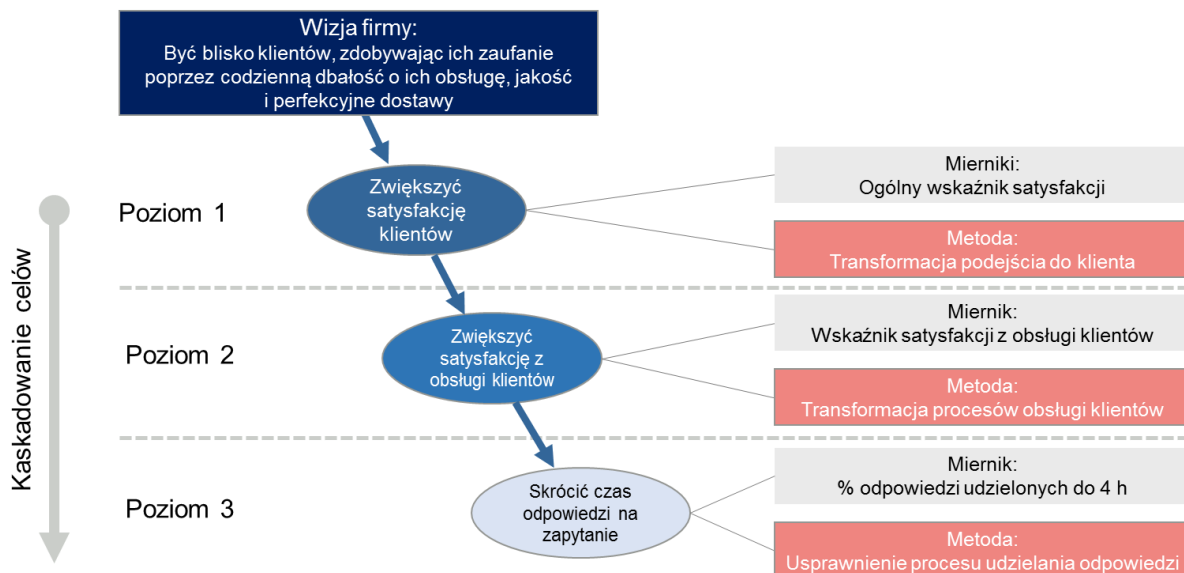 Wizja firmy:
Być blisko klientów, zdobywając ich zaufanie
poprzez codzienną dbałość o ich obsługę, jakość
i perfekcyjne dostawy
Kaskadowanie celów
Poziom 1
Zwiększyć
satysfakcję
klientów
Mierniki:
Ogólny wskaźnik satysfakcji
Metoda:
Transformacja podejścia do klienta
Poziom 2
Zwiększyć
satysfakcję z
obsługi klientów
Miernik:
Wskaźnik satysfakcji z obsługi klientów
Metoda:
Transformacja procesów obsługi klientów
Poziom 3
Skrócić czas
odpowiedzi na
zapytanie
Miernik:
% odpowiedzi udzielonych do 4 h
Metoda:
Usprawnienie procesu udzielania odpowiedzi